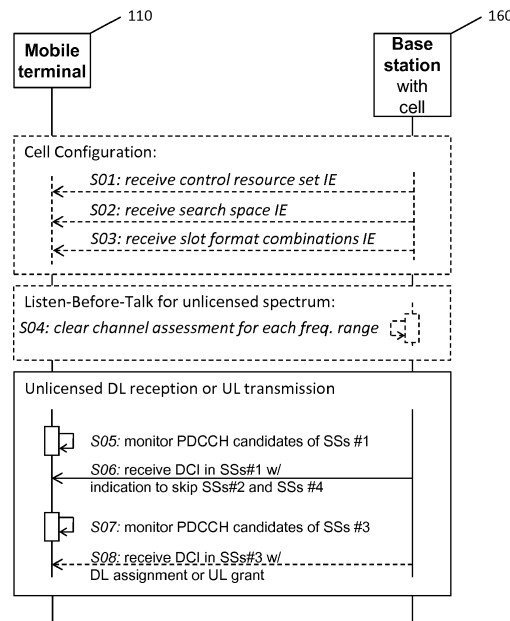 110
160
Mobile
terminal
Base
station
with
cell
Cell Configuration:
S01: receive control resource set IE
S02: receive search space IE
S03: receive slot format combinations IE
Listen-Before-Talk for unlicensed spectrum:
S04: clear channel assessment for each freq. range
Unlicensed DL reception or UL transmission
S05: monitor PDCCH candidates of SSs #1
S06: receive DCI in SSs#1 w/
indication to skip SSs#2 and SSs #4
S07: monitor PDCCH candidates of SSs #3
S08: receive DCI in SSs#3 w/
DL assignment or UL grant